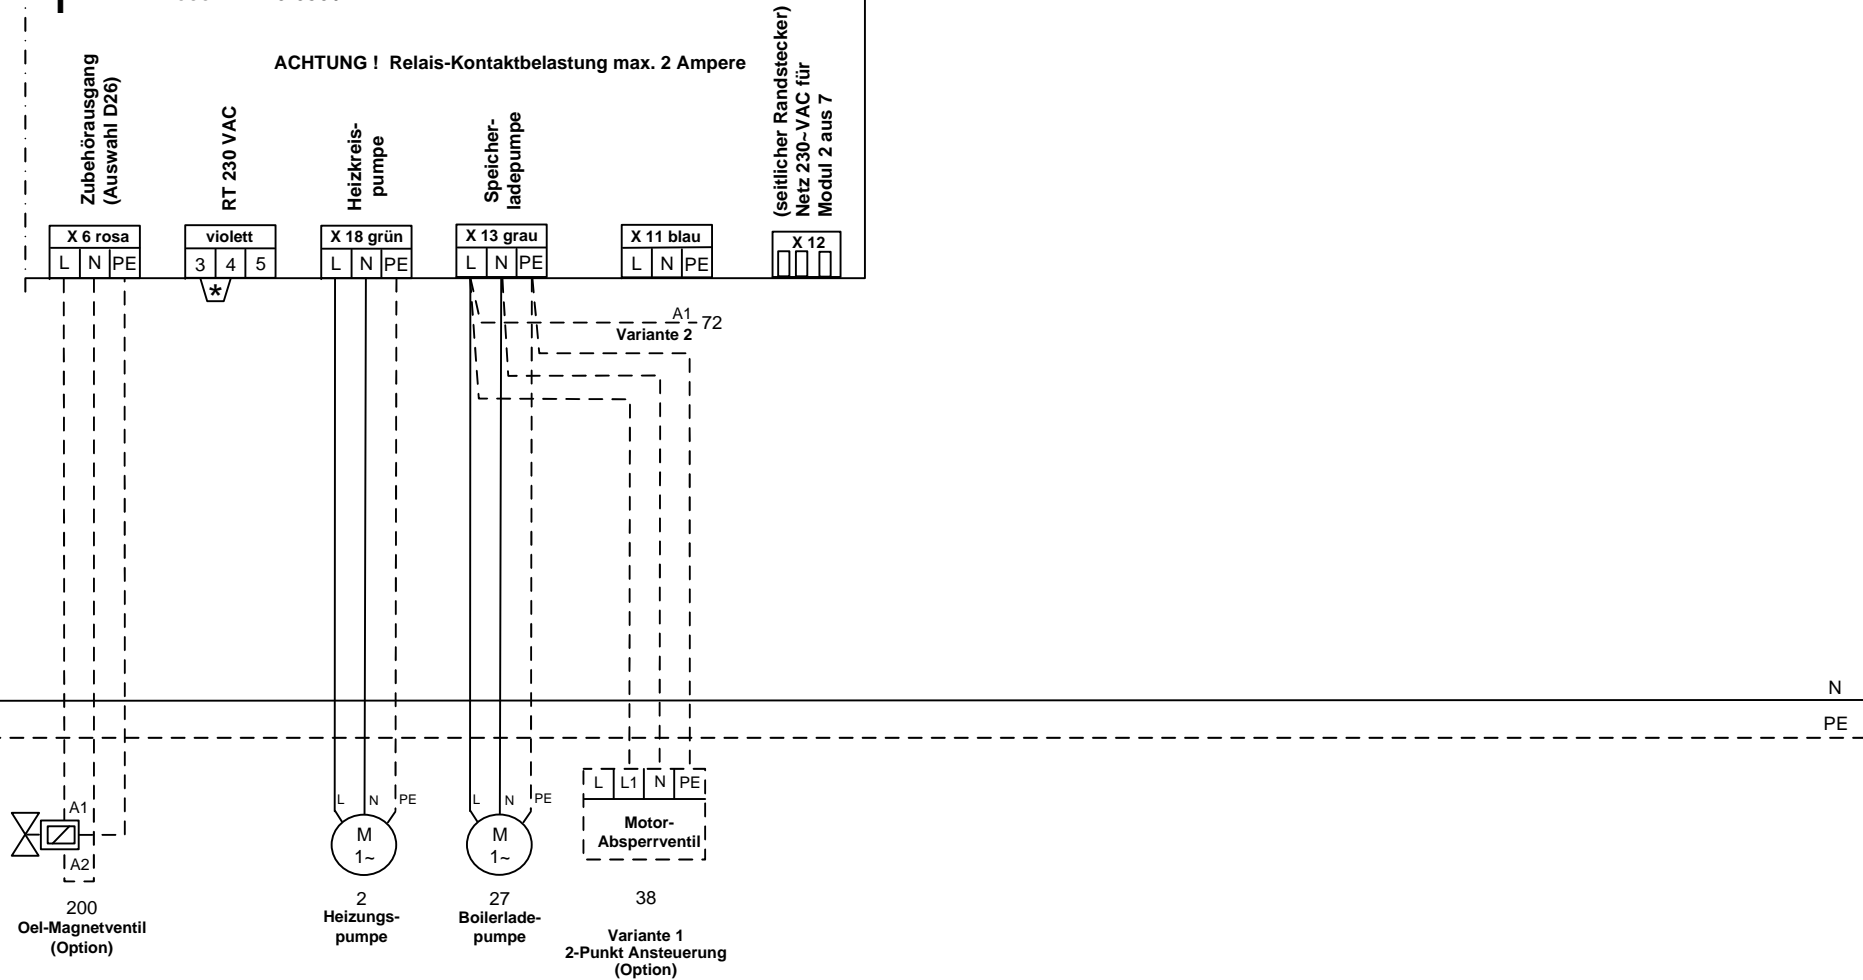 ACHTUNG ! Relais-Kontaktbelastung max. 2 Ampere
Zubehörausgang
(Auswahl D26)
RT 230 VAC
Heizkreis-
pumpe
Speicher-
ladepumpe
(seitlicher Randstecker)
Netz 230~VAC für
Modul 2 aus 7
X 6 rosa
L N PE
violett
3 4 5
*
X 18 grün
L N PE
X 13 grau
L N PE
X 11 blau
L N PE
X 12
A1
72
Variante 2
N
PE
A1
A2
200
Oel-Magnetventil
(Option)
L N PE
M
1~
2
Heizungs-
pumpe
L N PE
M
1~
27
Boilerlade-
pumpe
L L1 N PE
Motor-
Absperrventil
38
Variante 1
2-Punkt Ansteuerung
(Option)